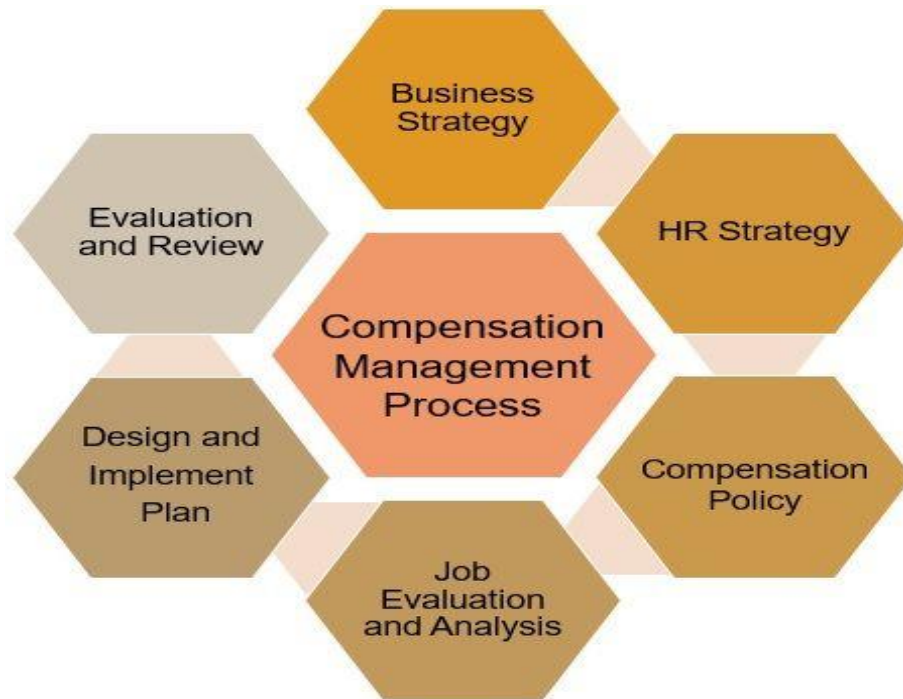 Business
Strategy
HR Strategy
Compensation
Policy
Job
Evaluation
and Analysis
Design and
Implement
Plan
Evaluation
and Review
Compensation
Management
Process